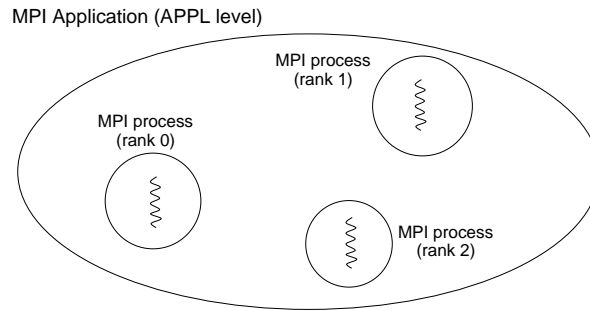 MPI Application (APPL level)
MPI process
(rank 1)
MPI process
(rank 0)
MPI process
(rank 2)